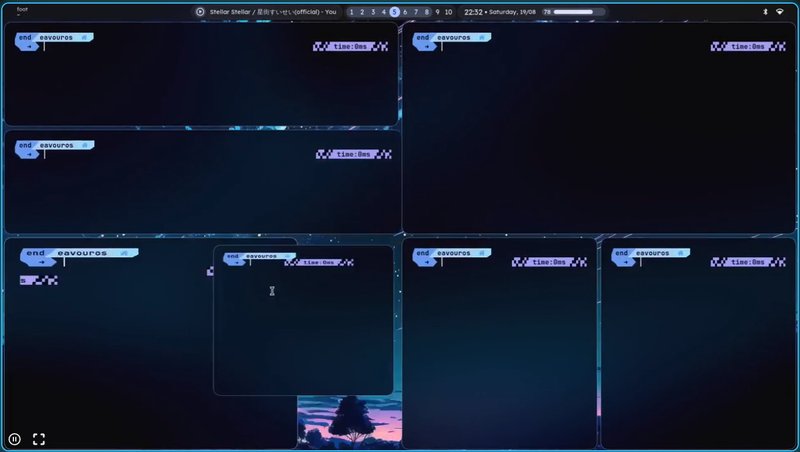 foot
~
Stellar Stellar / 星街すいせい(official) - You
1 2 3 4 5 6 7 8 9 10
22:32 • Saturday, 19/08
78
end eavouros
➜
time:0ms
end eavouros
➜
time:0ms
end eavouros
➜
time:0ms
end eavouros
➜
s
end eavouros
➜
time:0ms
end eavouros
➜
time:0ms
end eavouros
➜
time:0ms